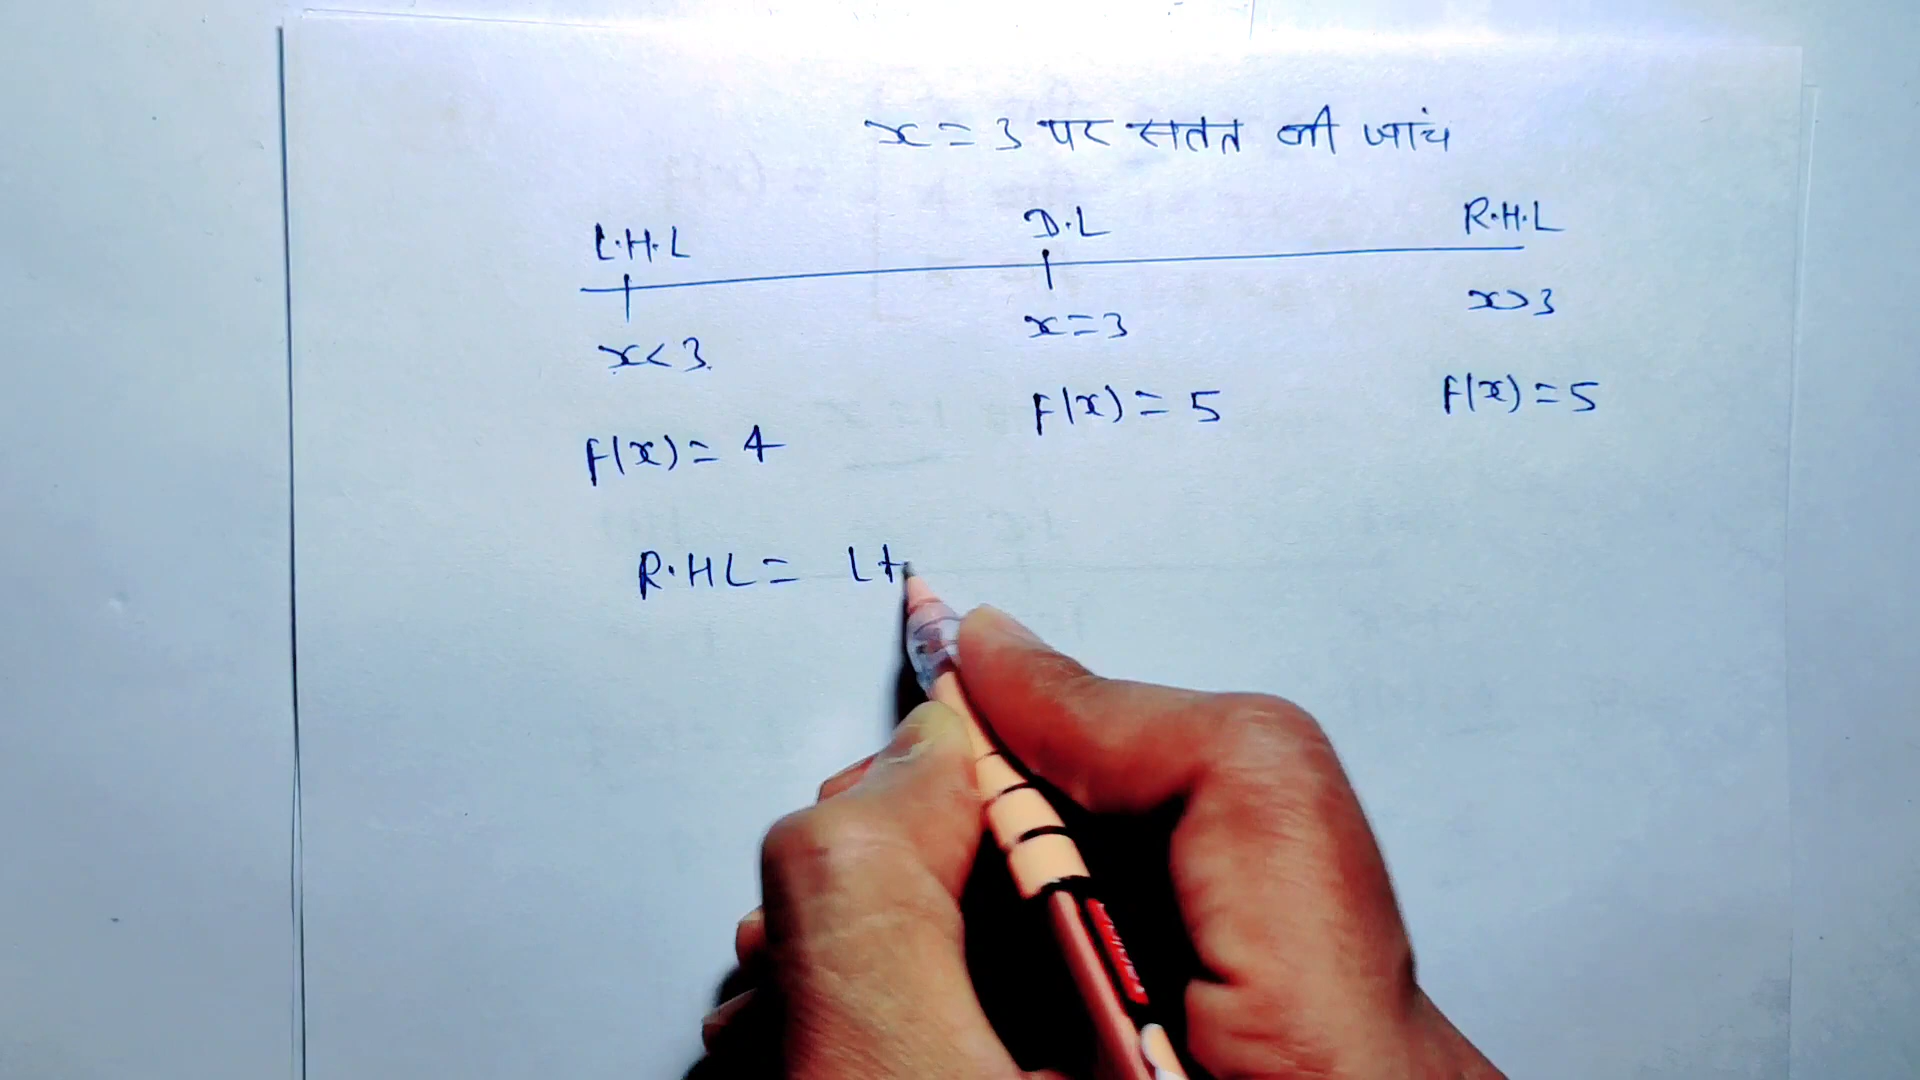 x = 3 पर सतत की जांच
L.H.L D.L R.H.L
x < 3 x = 3 x > 3
f(x) = 4 f(x) = 5 f(x) = 5
R.HL = Lt